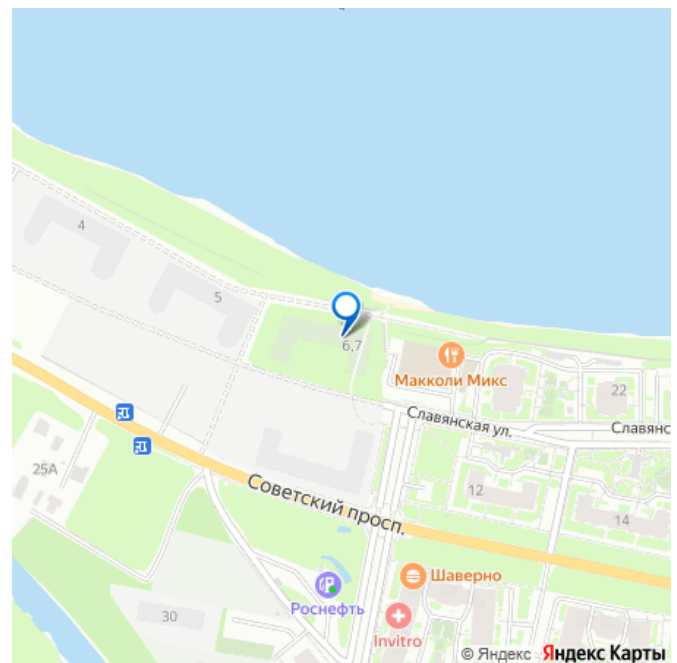 4
5
6,7
Макколи Микс
22
Славянская ул.
Славянс
25А
Советский просп.
12
14
Шаверно
Роснефть
30
Invitro
© Яндекс Яндекс Карты